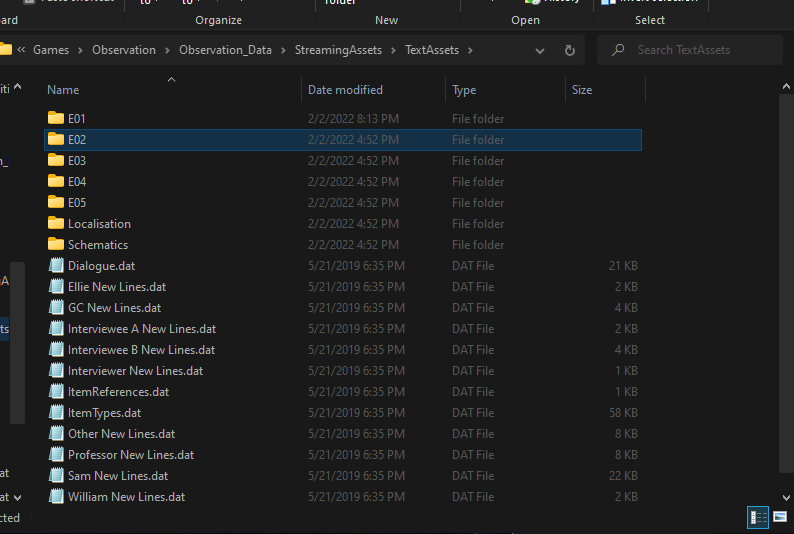 Organize New Open Select
« Games > Observation > Observation_Data > StreamingAssets > TextAssets > Search TextAssets
Name Date modified Type Size
E01 2/2/2022 8:13 PM File folder
E02 2/2/2022 4:52 PM File folder
E03 2/2/2022 4:52 PM File folder
E04 2/2/2022 4:52 PM File folder
E05 2/2/2022 4:52 PM File folder
Localisation 2/2/2022 4:52 PM File folder
Schematics 2/2/2022 4:52 PM File folder
Dialogue.dat 5/21/2019 6:35 PM DAT File 21 KB
Ellie New Lines.dat 5/21/2019 6:35 PM DAT File 2 KB
GC New Lines.dat 5/21/2019 6:35 PM DAT File 4 KB
Interviewee A New Lines.dat 5/21/2019 6:35 PM DAT File 2 KB
Interviewee B New Lines.dat 5/21/2019 6:35 PM DAT File 4 KB
Interviewer New Lines.dat 5/21/2019 6:35 PM DAT File 1 KB
ItemReferences.dat 5/21/2019 6:35 PM DAT File 1 KB
ItemTypes.dat 5/21/2019 6:35 PM DAT File 58 KB
Other New Lines.dat 5/21/2019 6:35 PM DAT File 8 KB
Professor New Lines.dat 5/21/2019 6:35 PM DAT File 8 KB
Sam New Lines.dat 5/21/2019 6:35 PM DAT File 22 KB
William New Lines.dat 5/21/2019 6:35 PM DAT File 2 KB